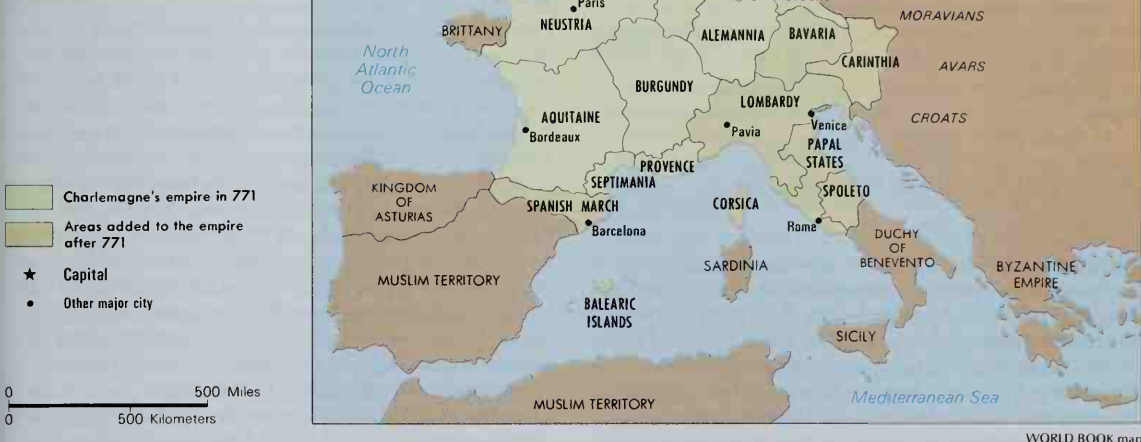 Paris
NEUSTRIA
BRITTANY
North
Atlantic
Ocean
ALEMANNIA
BAVARIA
MORAVIANS
CARINTHIA
AVARS
BURGUNDY
LOMBARDY
CROATS
AQUITAINE
Bordeaux
Pavia
Venice
PAPAL
STATES
PROVENCE
SEPTIMANIA
SPOLETO
KINGDOM
OF
ASTURIAS
SPANISH MARCH
CORSICA
Barcelona
Rome
DUCHY
OF
BENEVENTO
SARDINIA
MUSLIM TERRITORY
BYZANTINE
EMPIRE
BALEARIC
ISLANDS
SICILY
MUSLIM TERRITORY
Mediterranean Sea
Charlemagne's empire in 771
Areas added to the empire
after 771
Capital
Other major city
0 500 Miles
0 500 Kilometers
WORLD BOOK map